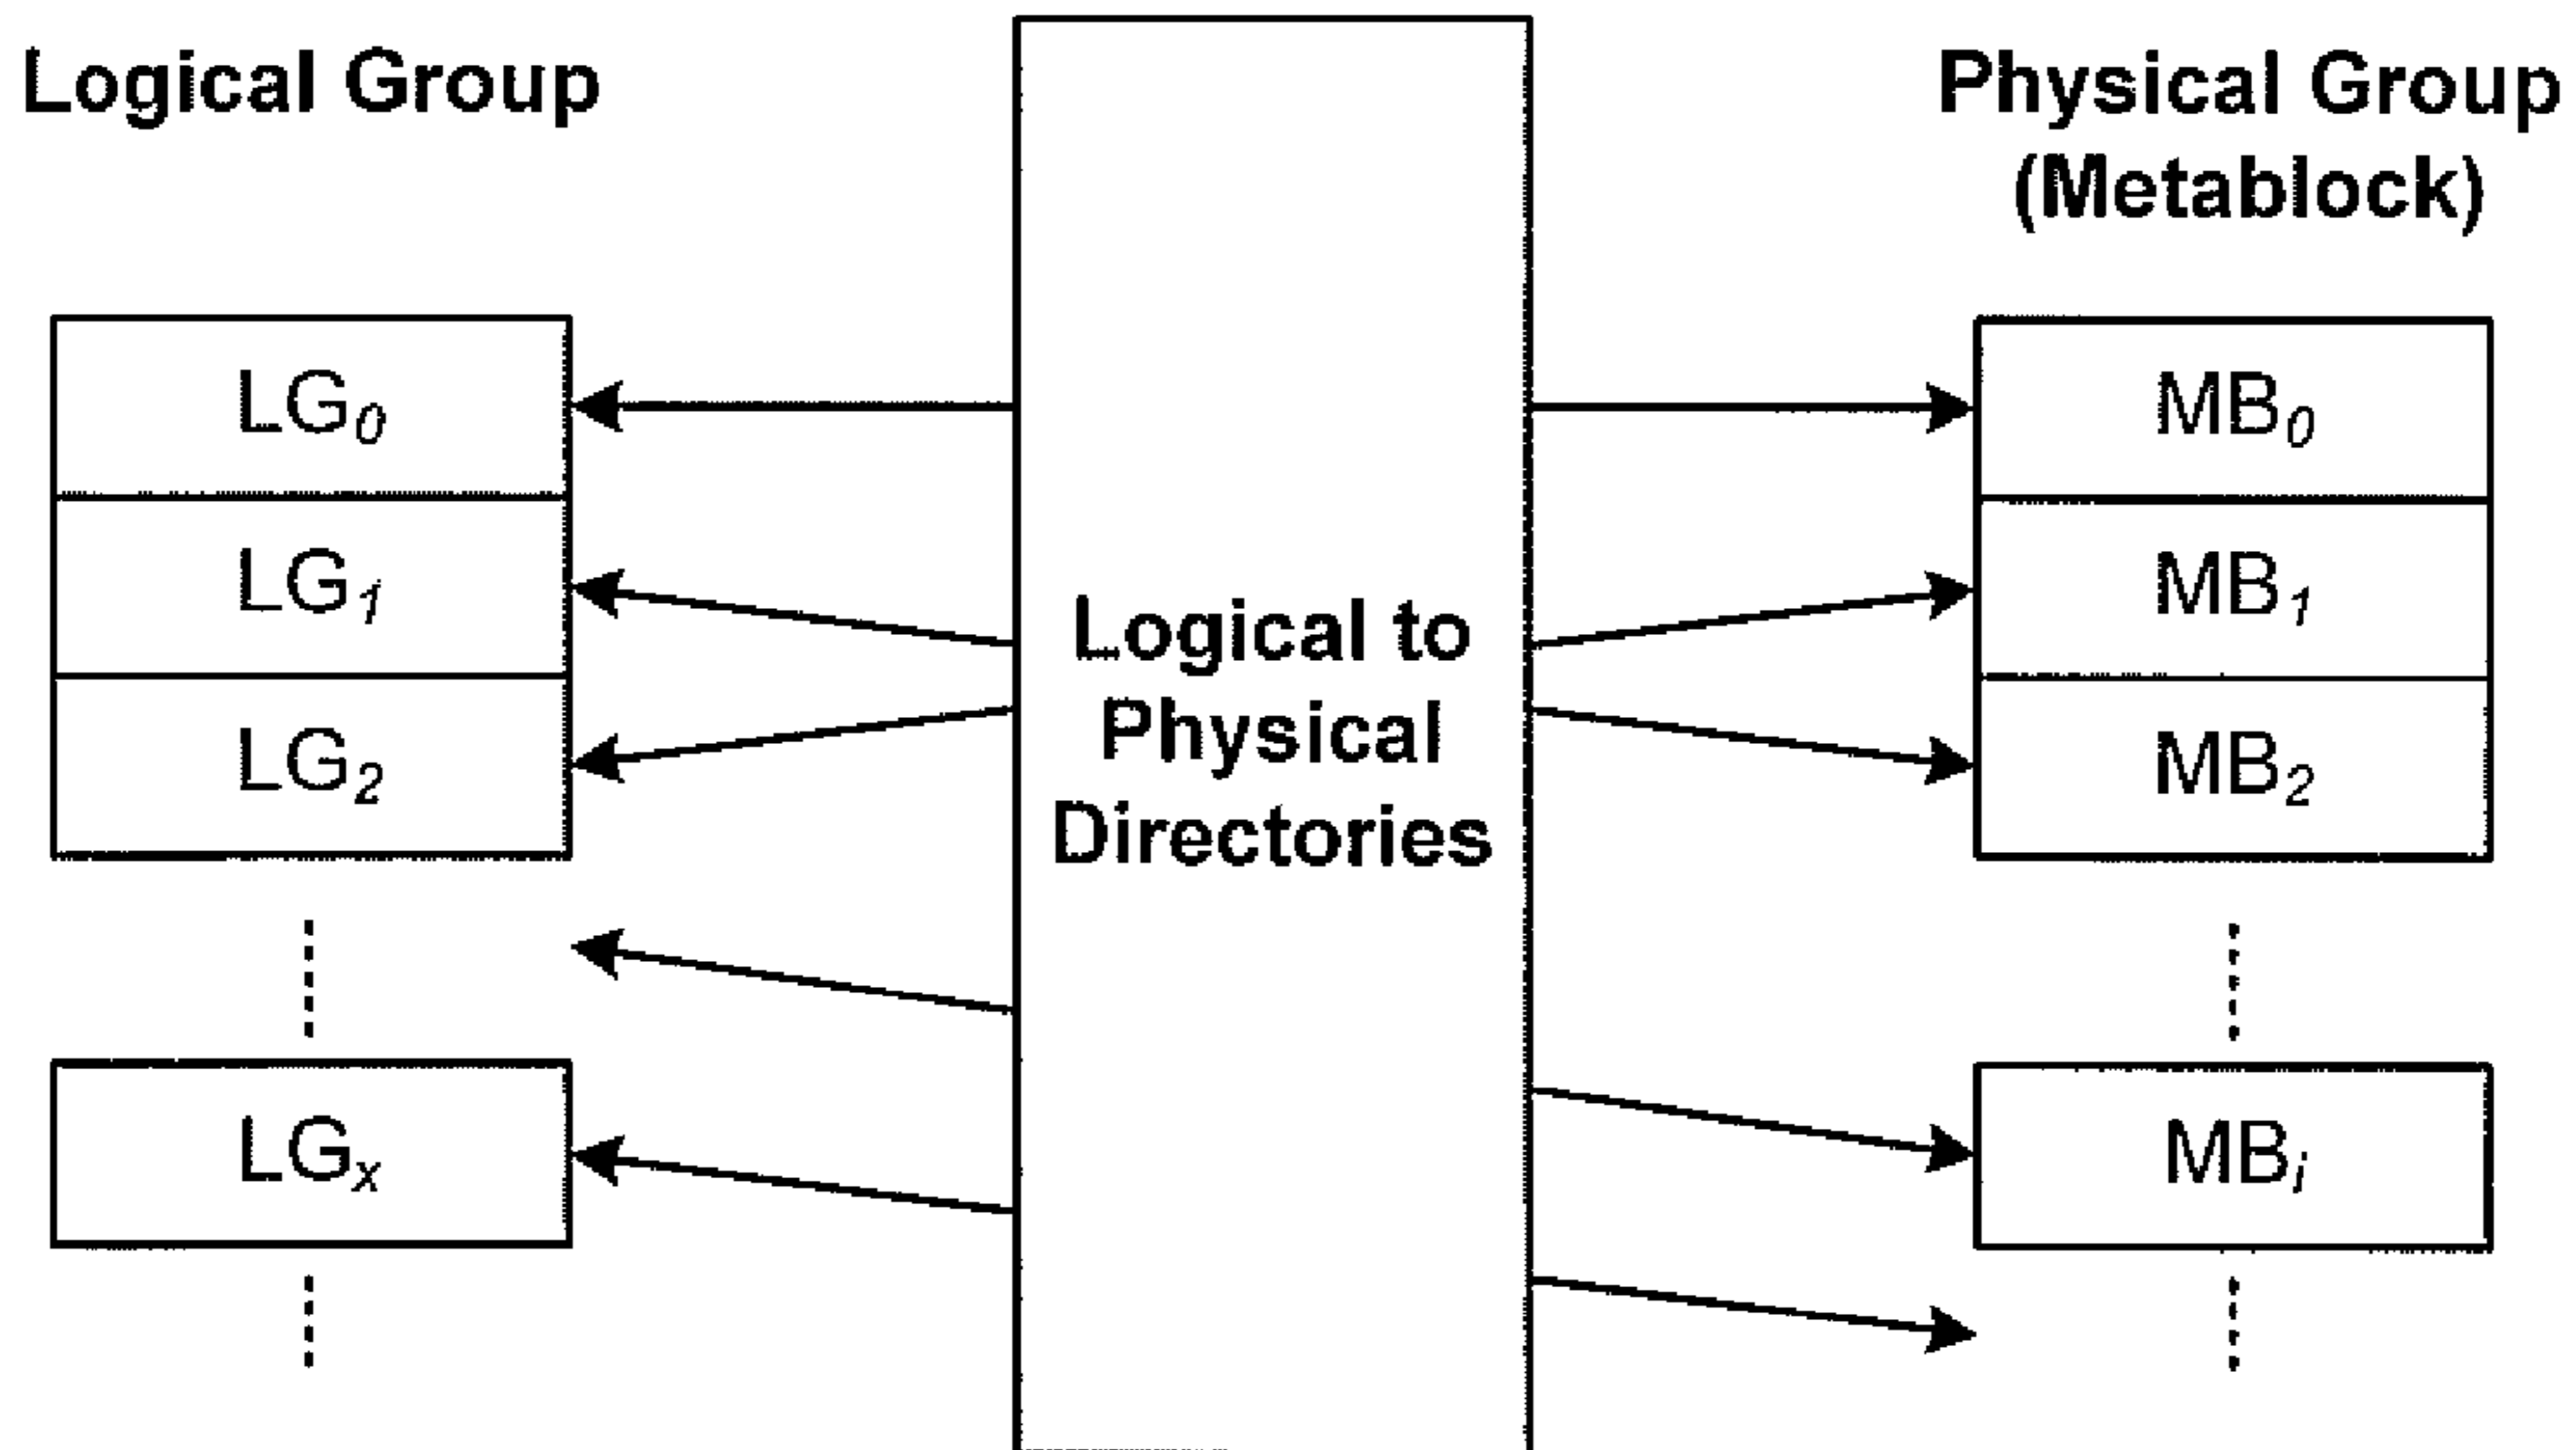 Logical Group
Physical Group
(Metablock)
LG0
LG1
LG2
LGx
Logical to
Physical
Directories
MB0
MB1
MB2
MBi